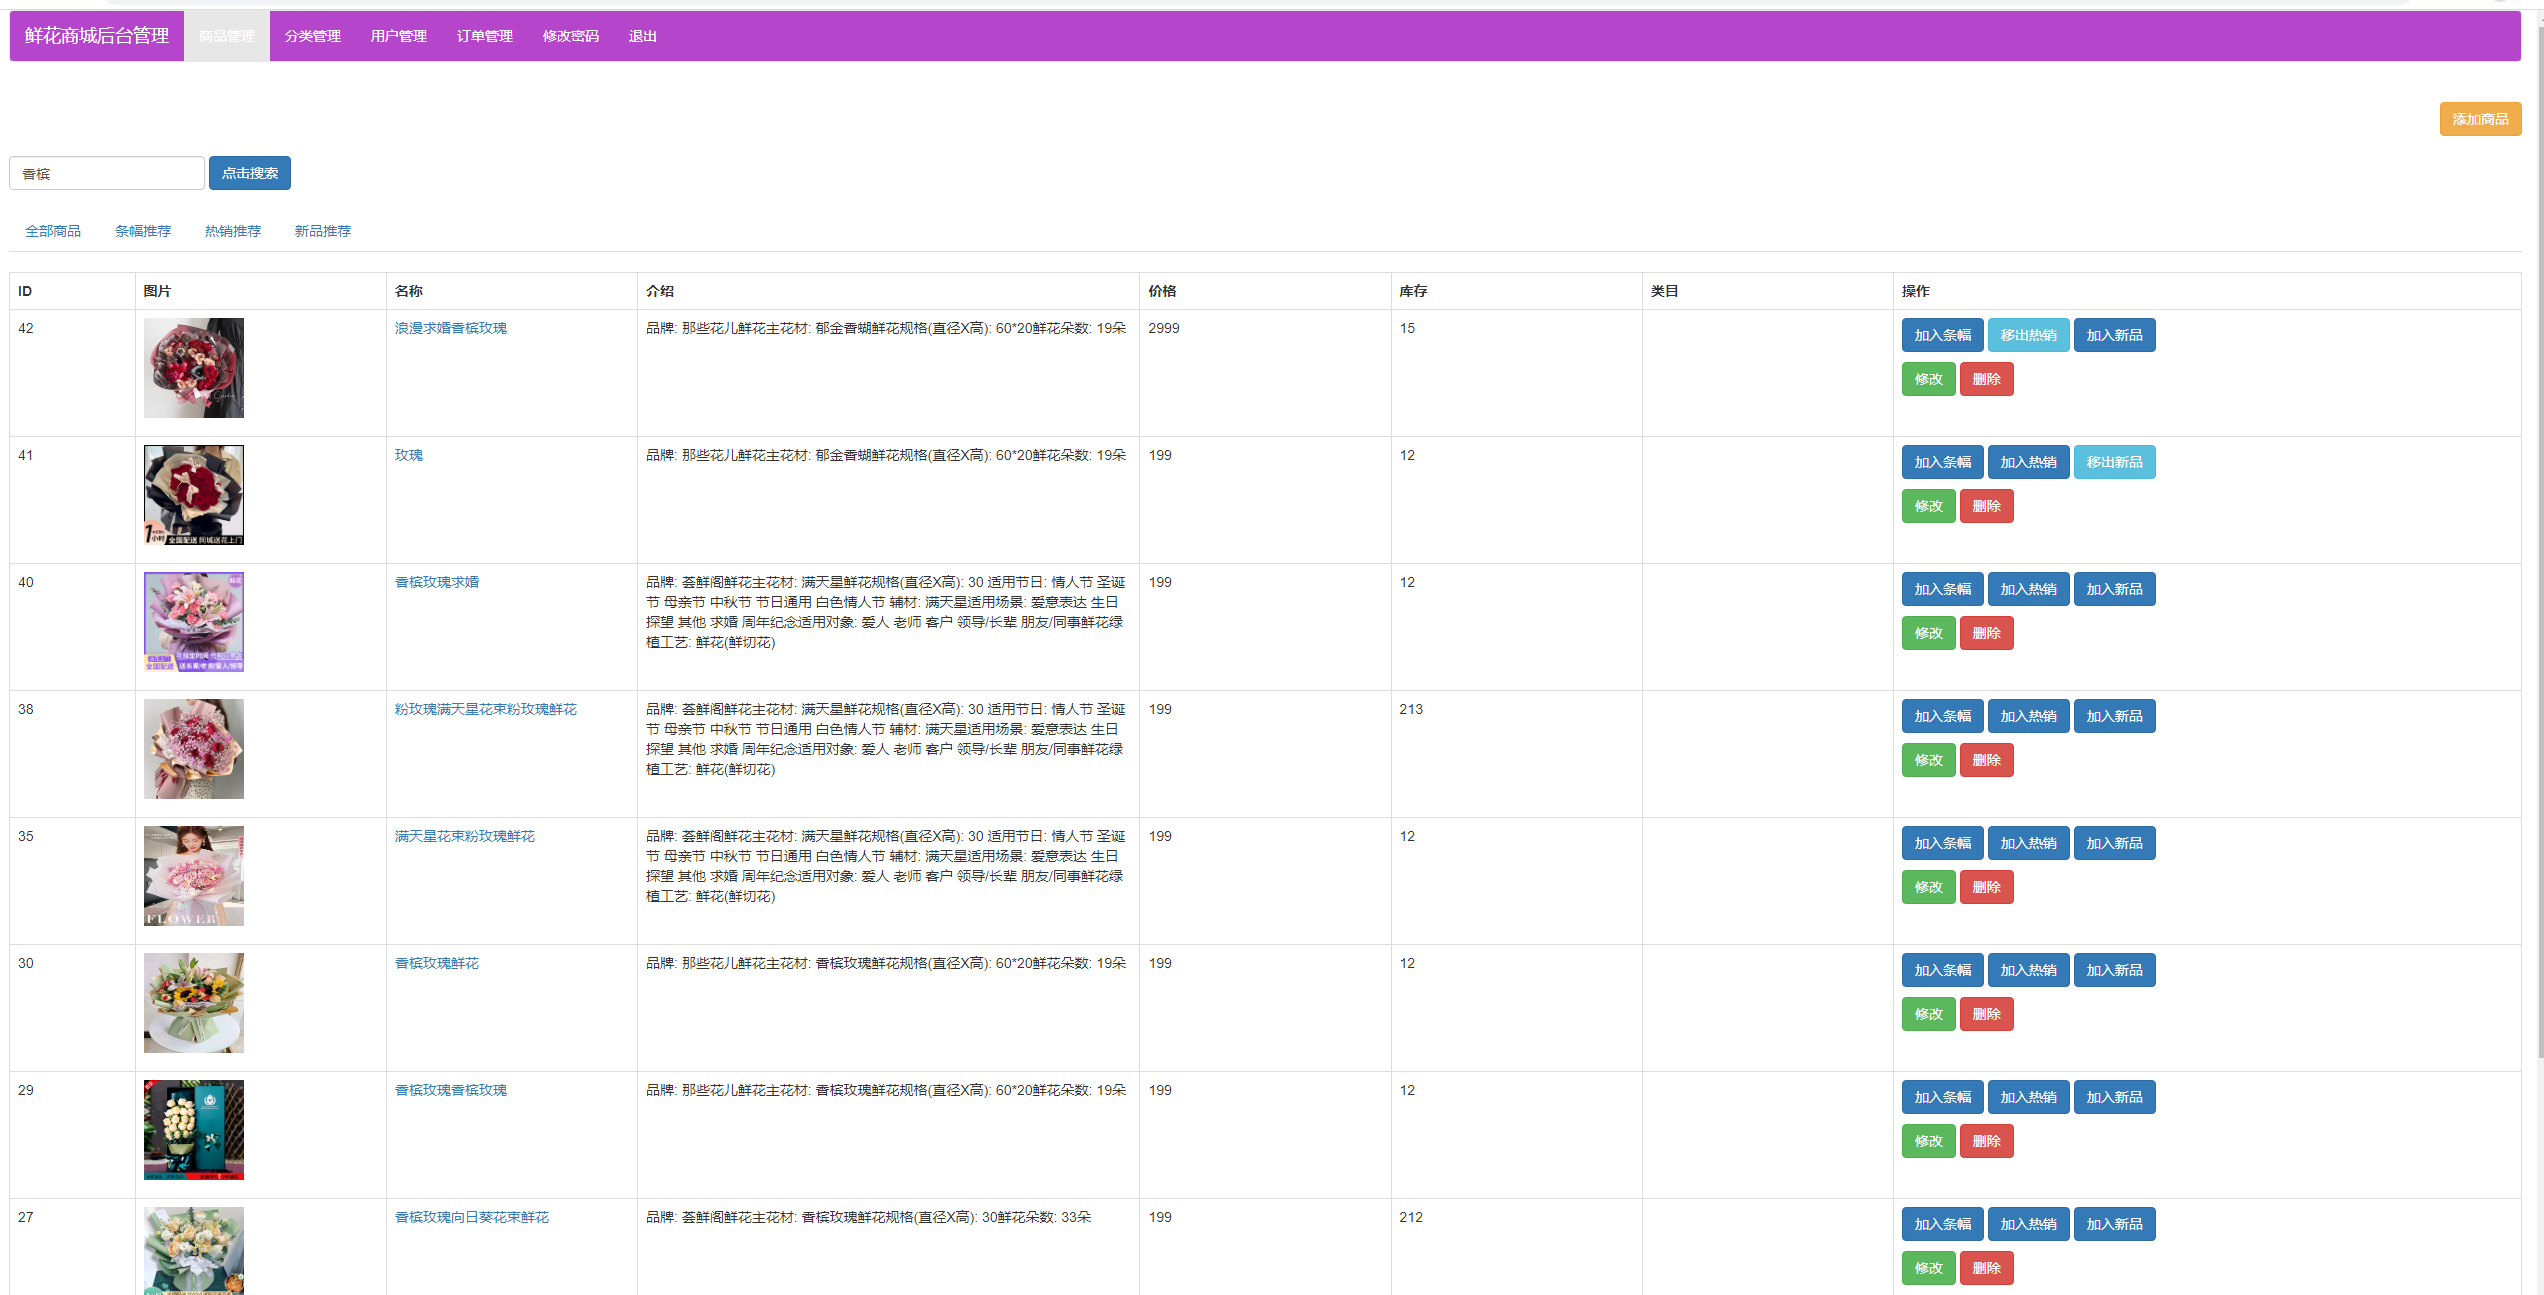 鲜花商城后台管理 商品管理 分类管理 用户管理 订单管理 修改密码 退出
添加商品
香槟 点击搜索
全部商品 条幅推荐 热销推荐 新品推荐
ID 图片 名称 介绍 价格 库存 类目 操作
42 浪漫求婚香槟玫瑰 品牌: 那些花儿鲜花主花材: 郁金香蝴鲜花规格(直径X高): 60*20鲜花朵数: 19朵 2999 15 加入条幅 移出热销 加入新品
修改 删除
41 玫瑰 品牌: 那些花儿鲜花主花材: 郁金香蝴鲜花规格(直径X高): 60*20鲜花朵数: 19朵 199 12 加入条幅 加入热销 移出新品
修改 删除
1小时 全国配送 同城送花上门
40 香槟玫瑰求婚 品牌: 荟鲜阁鲜花主花材: 满天星鲜花规格(直径X高): 30 适用节日: 情人节 圣诞 199 12 加入条幅 加入热销 加入新品
节 母亲节 中秋节 节日通用 白色情人节 辅材: 满天星适用场景: 爱意表达 生日
探望 其他 求婚 周年纪念适用对象: 爱人 老师 客户 领导/长辈 朋友/同事鲜花绿
植工艺: 鲜花(鲜切花)
修改 删除
全国配送
38 粉玫瑰满天星花束粉玫瑰鲜花 品牌: 荟鲜阁鲜花主花材: 满天星鲜花规格(直径X高): 30 适用节日: 情人节 圣诞 199 213 加入条幅 加入热销 加入新品
节 母亲节 中秋节 节日通用 白色情人节 辅材: 满天星适用场景: 爱意表达 生日
探望 其他 求婚 周年纪念适用对象: 爱人 老师 客户 领导/长辈 朋友/同事鲜花绿
植工艺: 鲜花(鲜切花)
修改 删除
35 满天星花束粉玫瑰鲜花 品牌: 荟鲜阁鲜花主花材: 满天星鲜花规格(直径X高): 30 适用节日: 情人节 圣诞 199 12 加入条幅 加入热销 加入新品
节 母亲节 中秋节 节日通用 白色情人节 辅材: 满天星适用场景: 爱意表达 生日
探望 其他 求婚 周年纪念适用对象: 爱人 老师 客户 领导/长辈 朋友/同事鲜花绿
植工艺: 鲜花(鲜切花)
修改 删除
FLOWER
30 香槟玫瑰鲜花 品牌: 那些花儿鲜花主花材: 香槟玫瑰鲜花规格(直径X高): 60*20鲜花朵数: 19朵 199 12 加入条幅 加入热销 加入新品
修改 删除
29 香槟玫瑰香槟玫瑰 品牌: 那些花儿鲜花主花材: 香槟玫瑰鲜花规格(直径X高): 60*20鲜花朵数: 19朵 199 12 加入条幅 加入热销 加入新品
修改 删除
27 香槟玫瑰向日葵花束鲜花 品牌: 荟鲜阁鲜花主花材: 香槟玫瑰鲜花规格(直径X高): 30鲜花朵数: 33朵 199 212 加入条幅 加入热销 加入新品
修改 删除